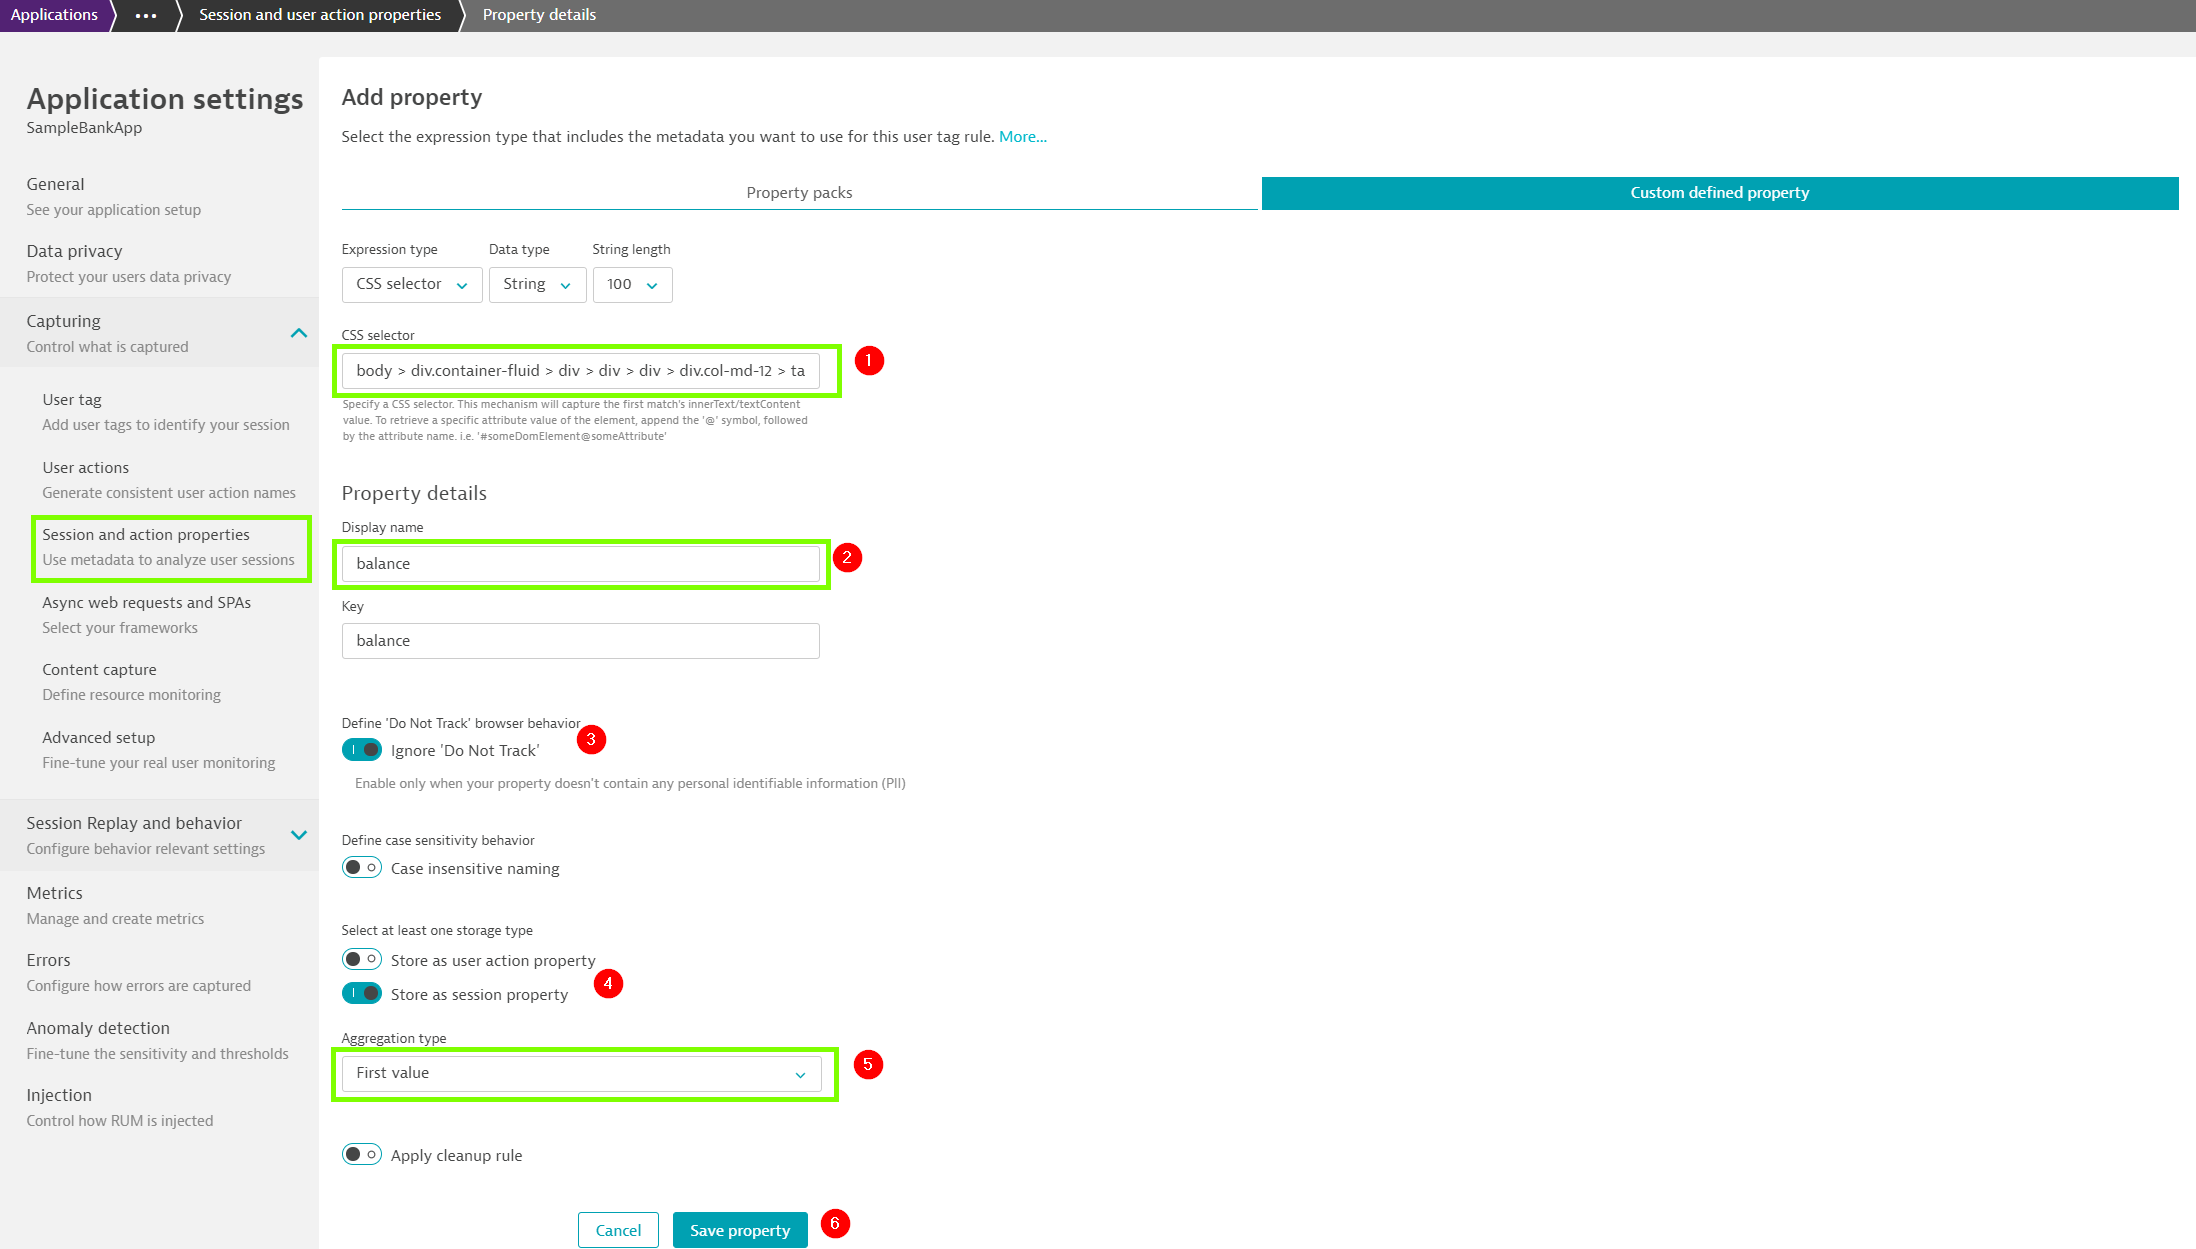 Applications ••• Session and user action properties Property details
Application settings
SampleBankApp
General
See your application setup
Data privacy
Protect your users data privacy
Capturing
Control what is captured
User tag
Add user tags to identify your session
User actions
Generate consistent user action names
Session and action properties
Use metadata to analyze user sessions
Async web requests and SPAs
Select your frameworks
Content capture
Define resource monitoring
Advanced setup
Fine-tune your real user monitoring
Session Replay and behavior
Configure behavior relevant settings
Metrics
Manage and create metrics
Errors
Configure how errors are captured
Anomaly detection
Fine-tune the sensitivity and thresholds
Injection
Control how RUM is injected
Add property
Select the expression type that includes the metadata you want to use for this user tag rule. More...
Property packs Custom defined property
Expression type Data type String length
CSS selector String 100
CSS selector
body > div.container-fluid > div > div > div > div.col-md-12 > ta
1
Specify a CSS selector. This mechanism will capture the first match's innerText/textContent
value. To retrieve a specific attribute value of the element, append the '@' symbol, followed
by the attribute name. i.e. '#someDomElement@someAttribute'
Property details
Display name
balance
2
Key
balance
Define 'Do Not Track' browser behavior
Ignore 'Do Not Track'
3
Enable only when your property doesn't contain any personal identifiable information (PII)
Define case sensitivity behavior
Case insensitive naming
Select at least one storage type
Store as user action property
Store as session property
4
Aggregation type
First value
5
Apply cleanup rule
Cancel Save property
6